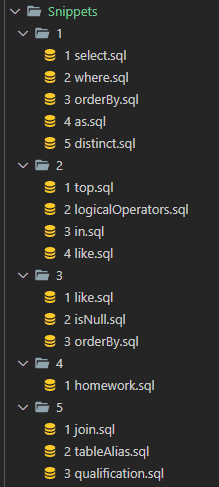 Snippets
1
1 select.sql
2 where.sql
3 orderBy.sql
4 as.sql
5 distinct.sql
2
1 top.sql
2 logicalOperators.sql
3 in.sql
4 like.sql
3
1 like.sql
2 isNull.sql
3 orderBy.sql
4
1 homework.sql
5
1 join.sql
2 tableAlias.sql
3 qualification.sql